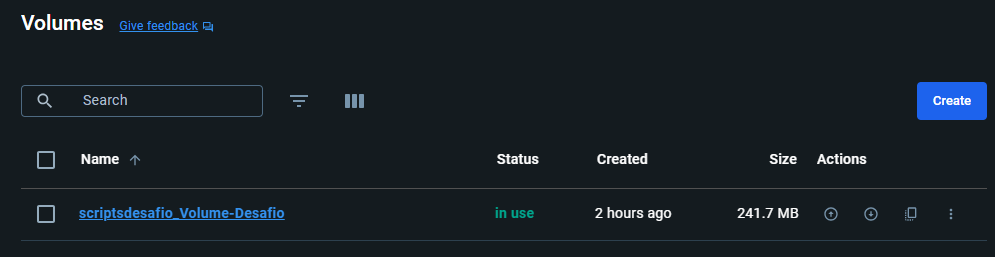 Volumes Give feedback
Search
Create
Name Status Created Size Actions
scriptsdesafio_Volume-Desafio in use 2 hours ago 241.7 MB